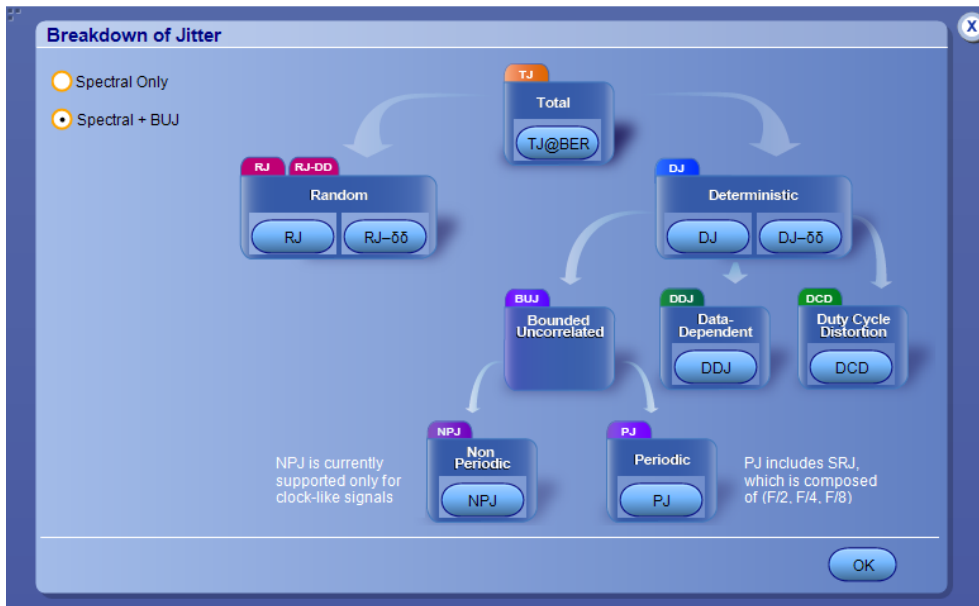 Breakdown of Jitter
X
Spectral Only
Spectral + BUJ
TJ
Total
TJ@BER
RJ
RJ-DD
Random
RJ
RJ–δδ
DJ
Deterministic
DJ
DJ–δδ
BUJ
Bounded
Uncorrelated
DDJ
Data-
Dependent
DDJ
DCD
Duty Cycle
Distortion
DCD
NPJ is currently
supported only for
clock-like signals
NPJ
Non
Periodic
NPJ
PJ
Periodic
PJ
PJ includes SRJ,
which is composed
of (F/2, F/4, F/8)
OK